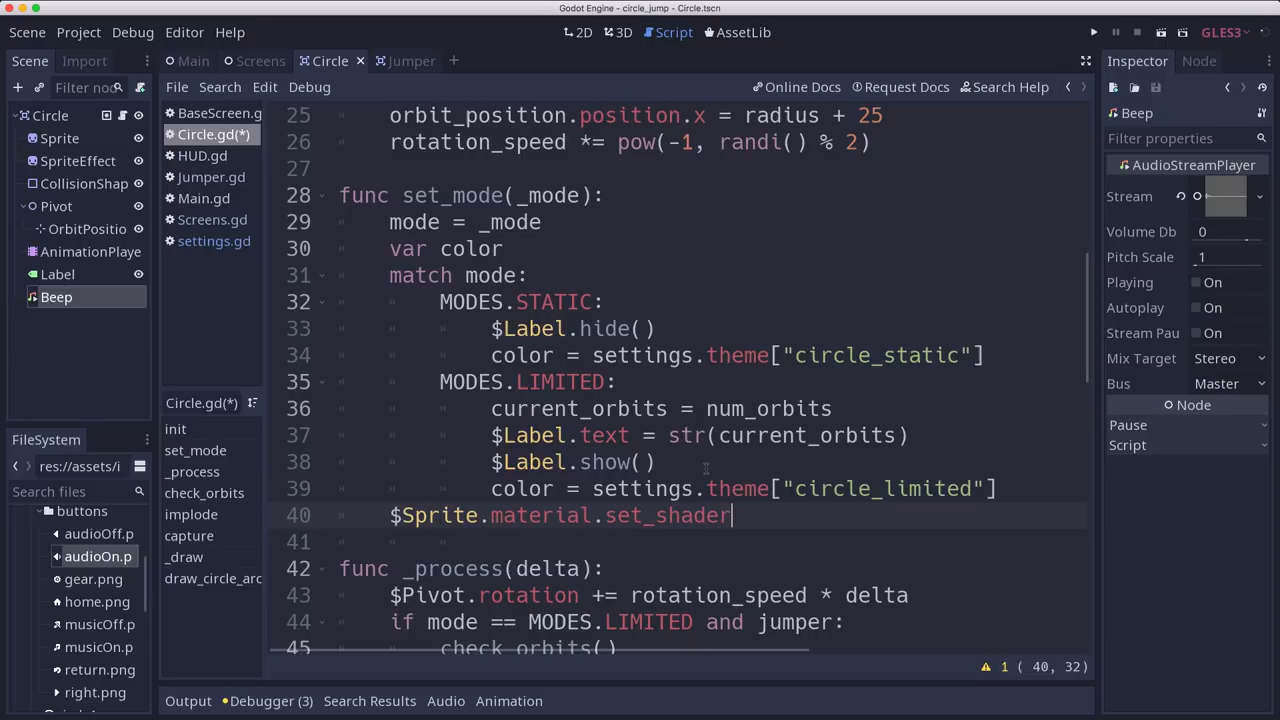 Godot Engine - circle_jump - Circle.tscn
Scene Project Debug Editor Help
2D 3D Script AssetLib
GLES3
Scene Import
Main Screens Circle Jumper
Inspector Node
Filter noo
File Search Edit Debug
Online Docs Request Docs Search Help
Circle
Sprite
SpriteEffect
CollisionShap
Pivot
OrbitPositio
AnimationPlaye
Label
Beep
BaseScreen.g
Circle.gd(*)
HUD.gd
Jumper.gd
Main.gd
Screens.gd
settings.gd
Circle.gd(*)
init
set_mode
_process
check_orbits
implode
capture
_draw
draw_circle_arc
25 orbit_position.position.x = radius + 25
26 rotation_speed *= pow(-1, randi() % 2)
27
28 func set_mode(_mode):
29 mode = _mode
30 var color
31 match mode:
32 MODES.STATIC:
33 $Label.hide()
34 color = settings.theme["circle_static"]
35 MODES.LIMITED:
36 current_orbits = num_orbits
37 $Label.text = str(current_orbits)
38 $Label.show()
39 color = settings.theme["circle_limited"]
40 $Sprite.material.set_shader
41
42 func _process(delta):
43 $Pivot.rotation += rotation_speed * delta
44 if mode == MODES.LIMITED and jumper:
45 check_orbits()
1 ( 40, 32)
FileSystem
res://assets/i
Search files
buttons
audioOff.p
audioOn.p
gear.png
home.png
musicOff.p
musicOn.p
return.png
right.png
Output Debugger (3) Search Results Audio Animation
Beep
Filter properties
AudioStreamPlayer
Stream
Volume Db 0
Pitch Scale 1
Playing On
Autoplay On
Stream Pau On
Mix Target Stereo
Bus Master
Node
Pause
Script